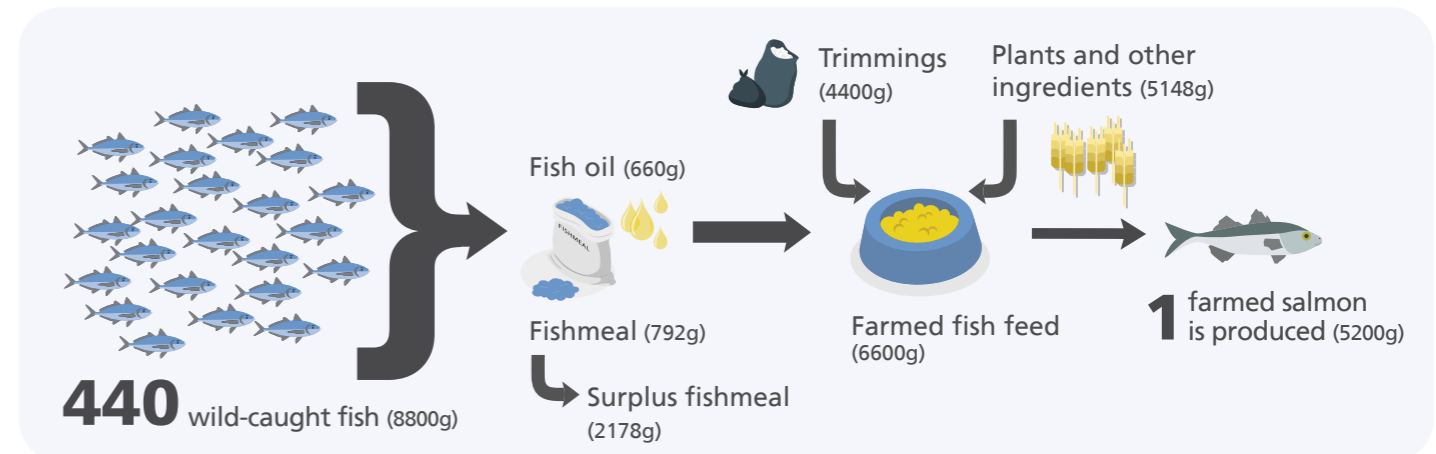 440 wild-caught fish (8800g)
Fish oil (660g)
FISHMEAL
Fishmeal (792g)
Surplus fishmeal
(2178g)
Trimmings
(4400g)
Plants and other
ingredients (5148g)
Farmed fish feed
(6600g)
1 farmed salmon
is produced (5200g)